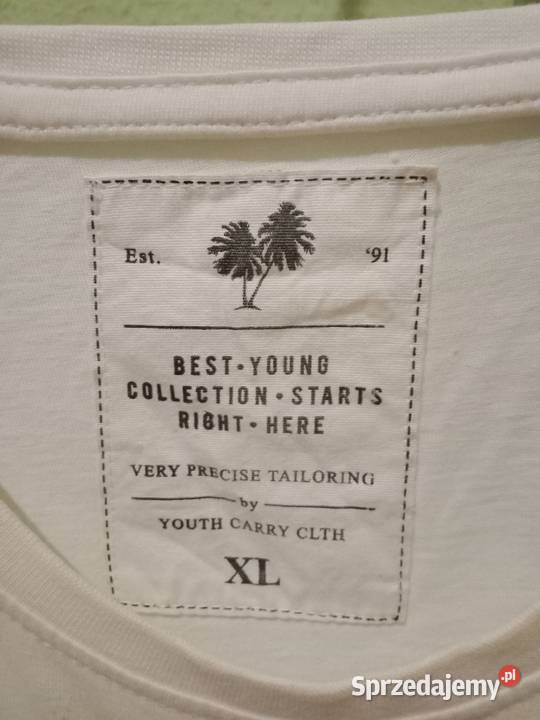 Est. '91
BEST • YOUNG
COLLECTION • STARTS
RIGHT • HERE
VERY PRECISE TAILORING
by
YOUTH CARRY CLTH
XL
Sprzedajemy.pl